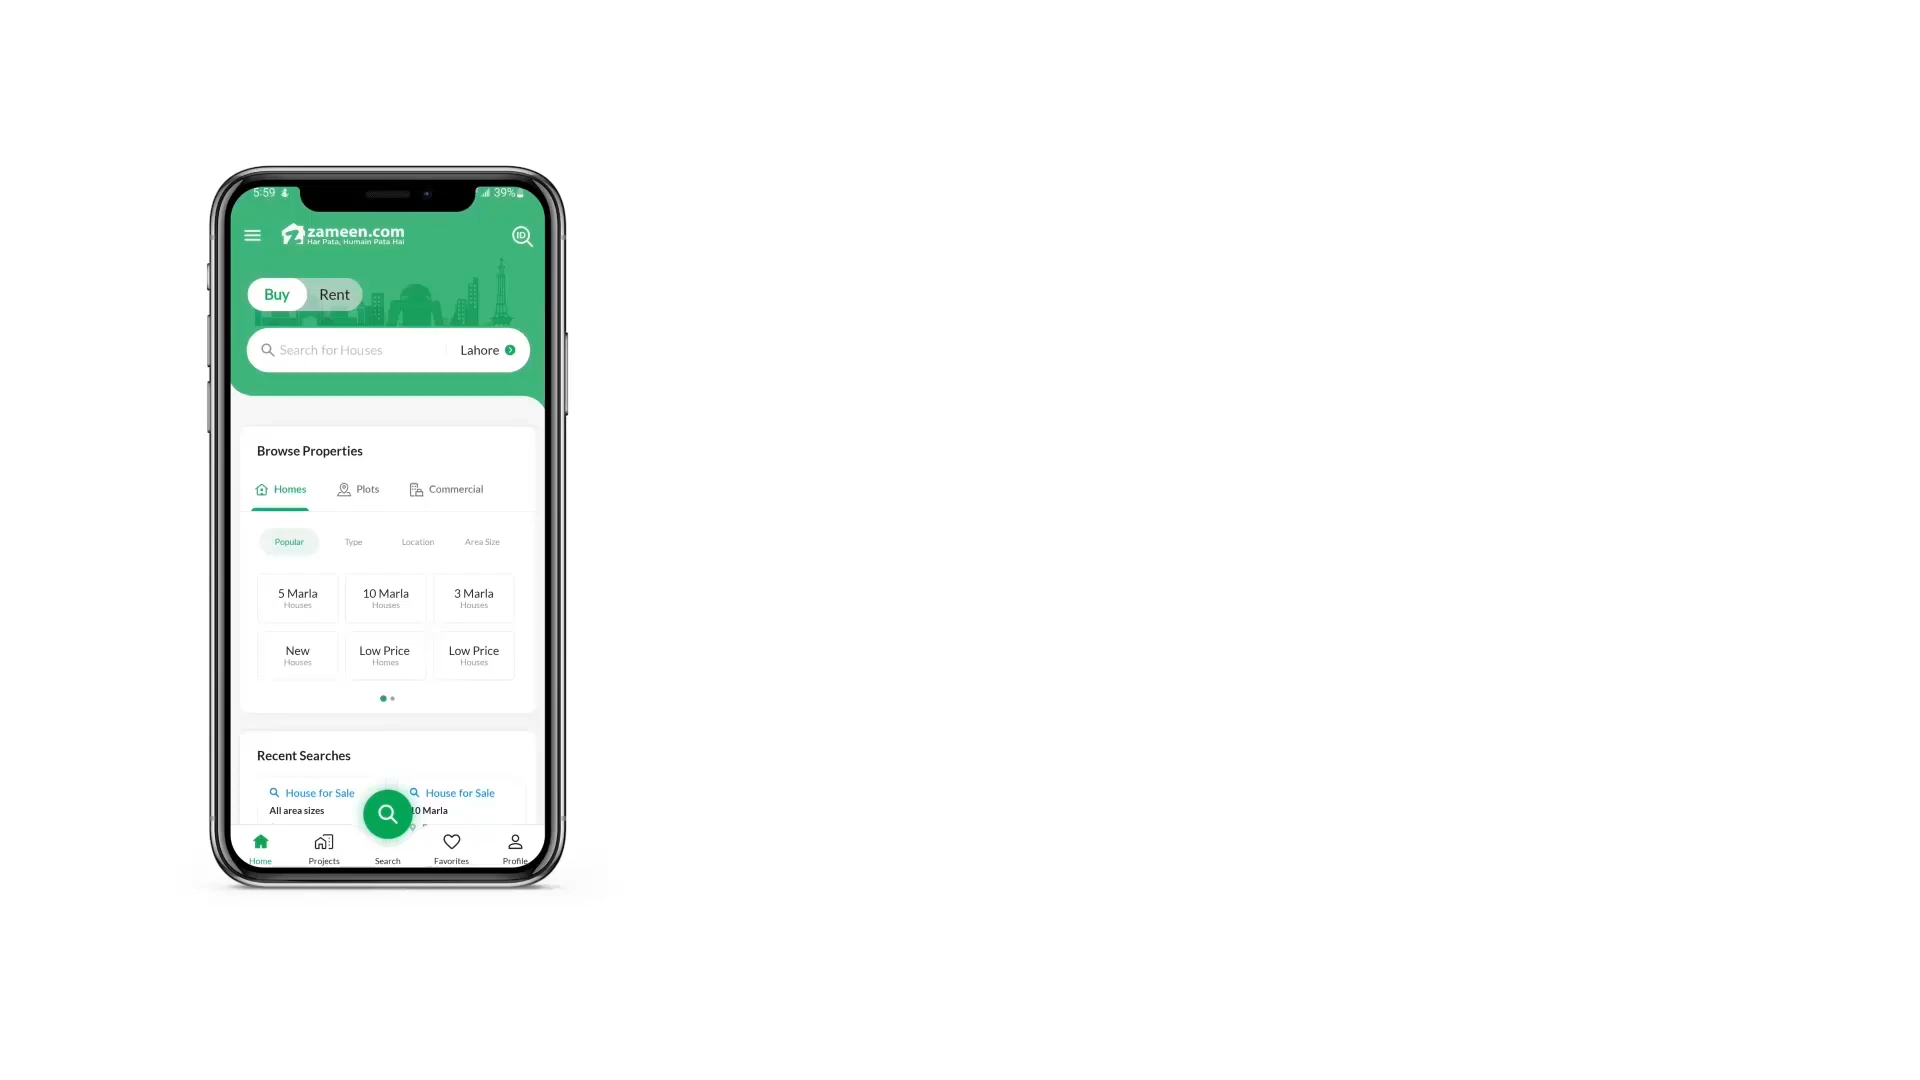 5:59
39%
zameen.com
Har Pata, Humain Pata Hai
ID
Buy Rent
Search for Houses Lahore
Browse Properties
Homes Plots Commercial
Popular Type Location Area Size
5 Marla 10 Marla 3 Marla
Houses Houses Houses
New Low Price Low Price
Houses Homes Houses
Recent Searches
House for Sale House for Sale
All area sizes 10 Marla
Home Projects Search Favorites Profile